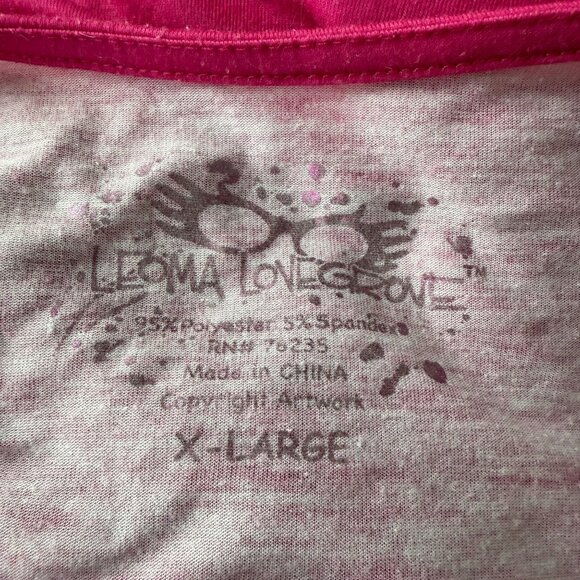 LEOMA LOVEGROVE™
95% Polyester 5% Spandex
RN# 76235
Made in CHINA
Copyright Artwork
X-LARGE